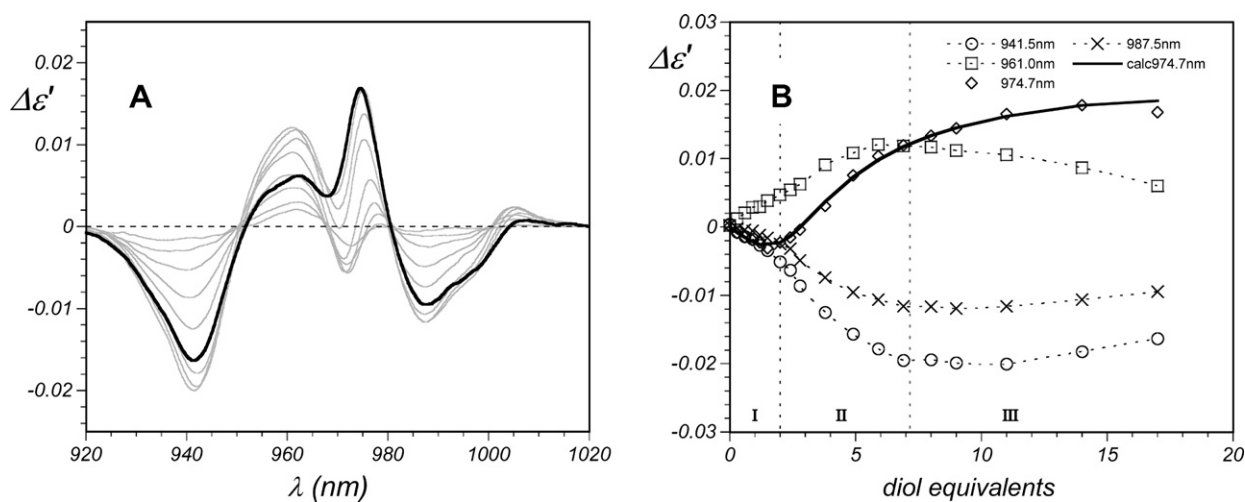 0.02
0.01
0
-0.01
-0.02
Δε'
A
920 940 960 980 1000 1020
λ (nm)
0.03
0.02
0.01
0.00
-0.01
-0.02
-0.03
Δε'
B
941.5nm
961.0nm
974.7nm
987.5nm
calc974.7nm
I II III
0 5 10 15 20
diol equivalents